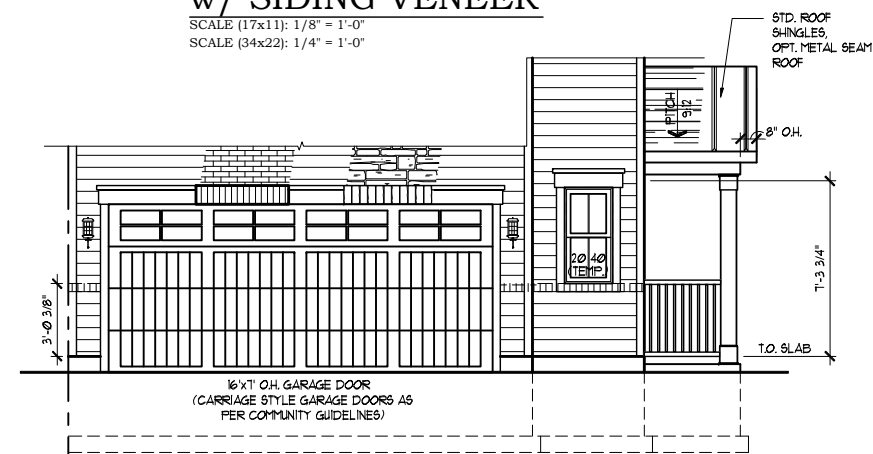 w/ SIDING VENEER
SCALE (17x11): 1/8" = 1'-0"
SCALE (34x22): 1/4" = 1'-0"
STD. ROOF
SHINGLES,
OPT. METAL SEAM
ROOF
PITCH
9:12
8" O.H.
20 40
(TEMP.)
7'-3 3/4"
3'-0 3/8"
T.O. SLAB
16'x7' O.H. GARAGE DOOR
(CARRIAGE STYLE GARAGE DOORS AS
PER COMMUNITY GUIDELINES)